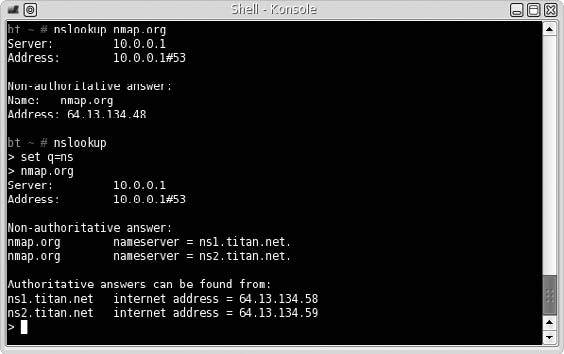 Shell - Konsole
bt ~ # nslookup nmap.org
Server:         10.0.0.1
Address:        10.0.0.1#53
Non-authoritative answer:
Name:   nmap.org
Address: 64.13.134.48
bt ~ # nslookup
> set q=ns
> nmap.org
Server:         10.0.0.1
Address:        10.0.0.1#53
Non-authoritative answer:
nmap.org        nameserver = ns1.titan.net.
nmap.org        nameserver = ns2.titan.net.
Authoritative answers can be found from:
ns1.titan.net   internet address = 64.13.134.58
ns2.titan.net   internet address = 64.13.134.59
>